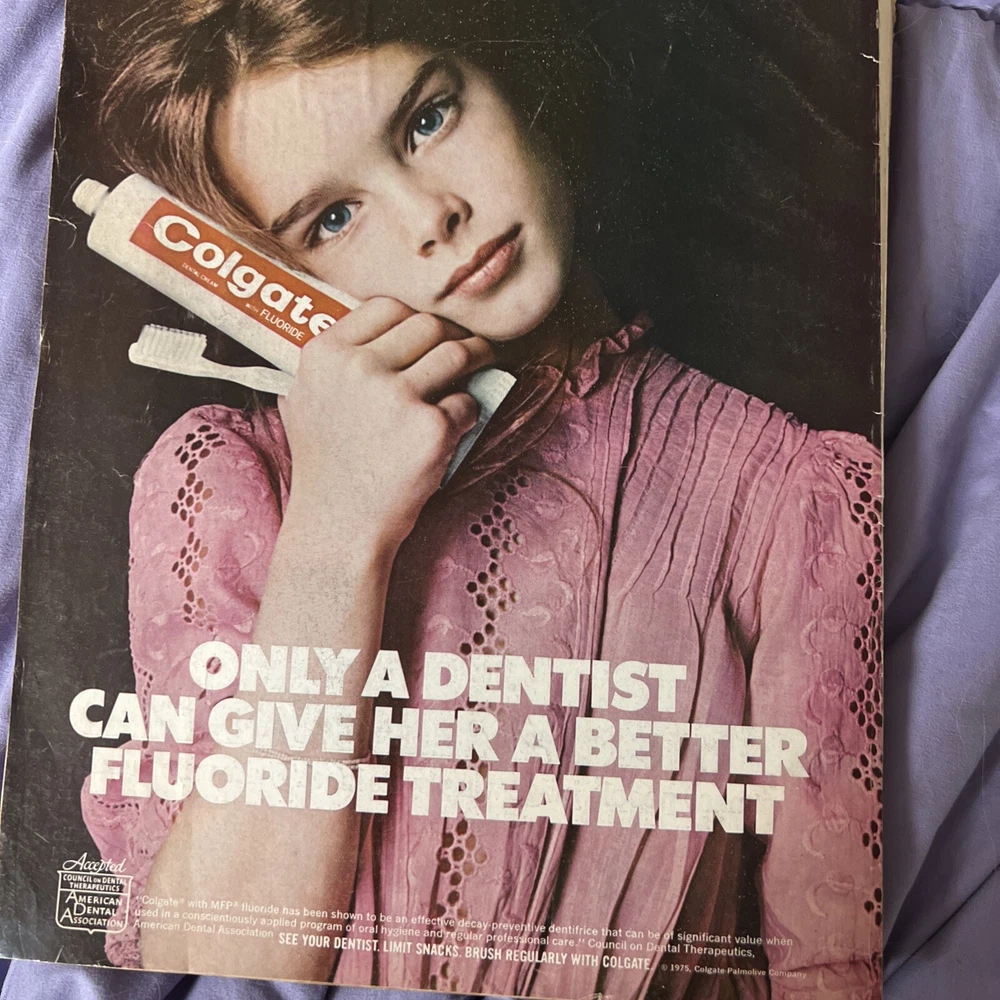 Colgate
DENTAL CREAM
WITH FLUORIDE
ONLY A DENTIST
CAN GIVE HER A BETTER
FLUORIDE TREATMENT
Accepted
COUNCIL ON DENTAL
THERAPEUTICS
AMERICAN
DENTAL
ASSOCIATION
"Colgate® with MFP® fluoride has been shown to be an effective decay-preventive dentifrice that can be of significant value when
used in a conscientiously applied program of oral hygiene and regular professional care." Council on Dental Therapeutics,
American Dental Association SEE YOUR DENTIST. LIMIT SNACKS. BRUSH REGULARLY WITH COLGATE. © 1975, Colgate Palmolive Company